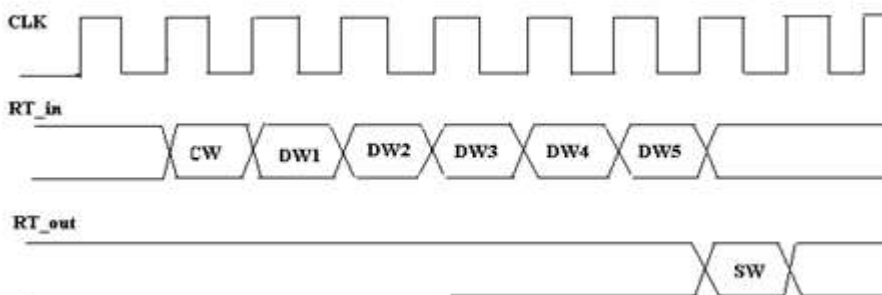 CLK
RT_in
CW DW1 DW2 DW3 DW4 DW5
RT_out
SW